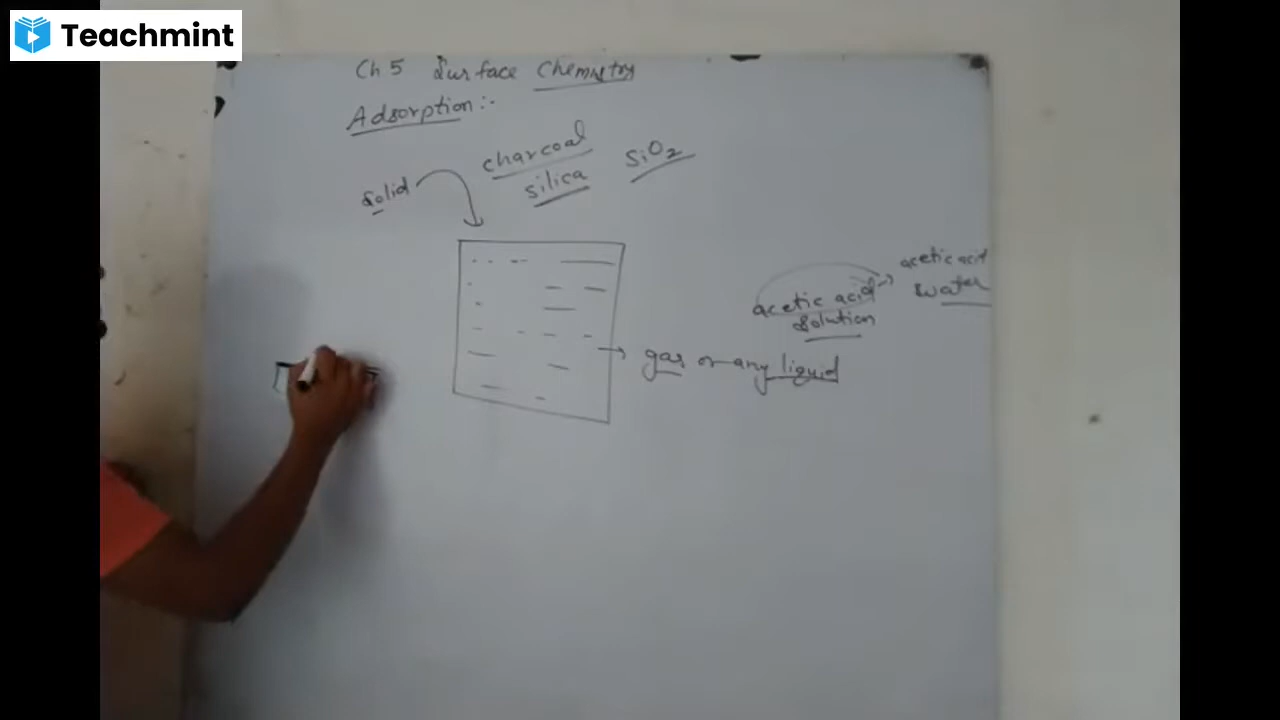 Teachmint
Ch 5 Surface Chemistry
Adsorption :-
charcoal
silica
SiO2
solid
acetic acid
water
acetic acid
solution
gas or any liquid